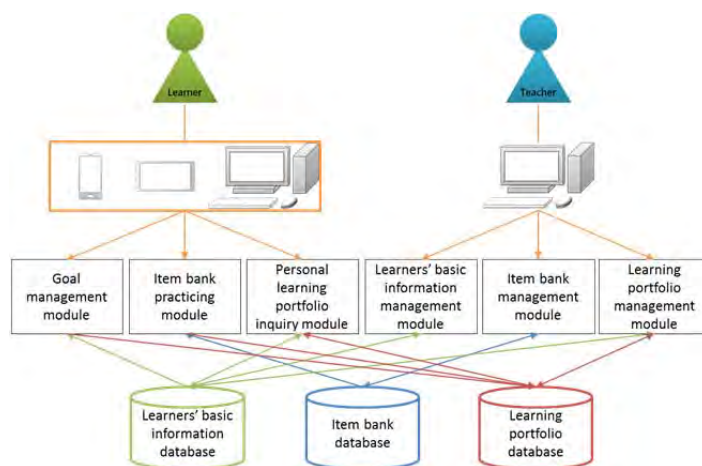 Learner
Teacher
Goal
management
module
Item bank
practicing
module
Personal
learning
portfolio
inquiry module
Learners' basic
information
management
module
Item bank
management
module
Learning
portfolio
management
module
Learners' basic
information
database
Item bank
database
Learning
portfolio
database